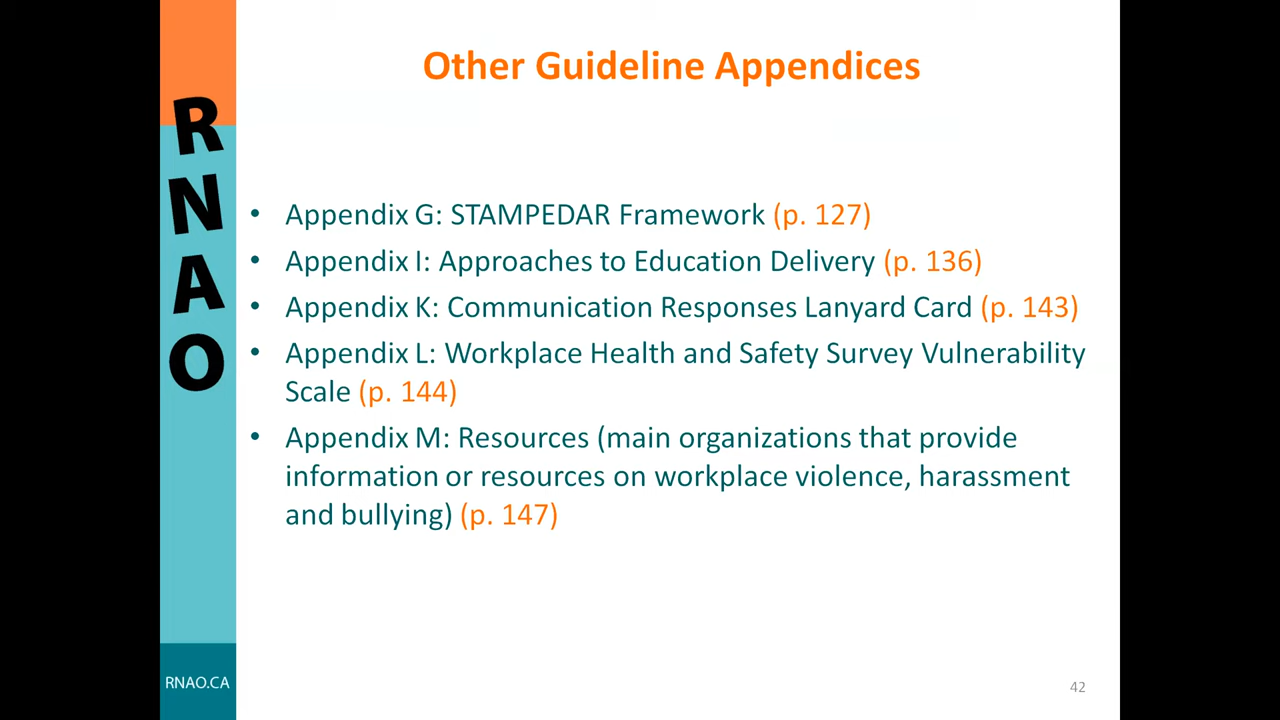 Other Guideline Appendices
RNAO
• Appendix G: STAMPEDAR Framework (p. 127)
• Appendix I: Approaches to Education Delivery (p. 136)
• Appendix K: Communication Responses Lanyard Card (p. 143)
• Appendix L: Workplace Health and Safety Survey Vulnerability
Scale (p. 144)
• Appendix M: Resources (main organizations that provide
information or resources on workplace violence, harassment
and bullying) (p. 147)
RNAO.CA
42